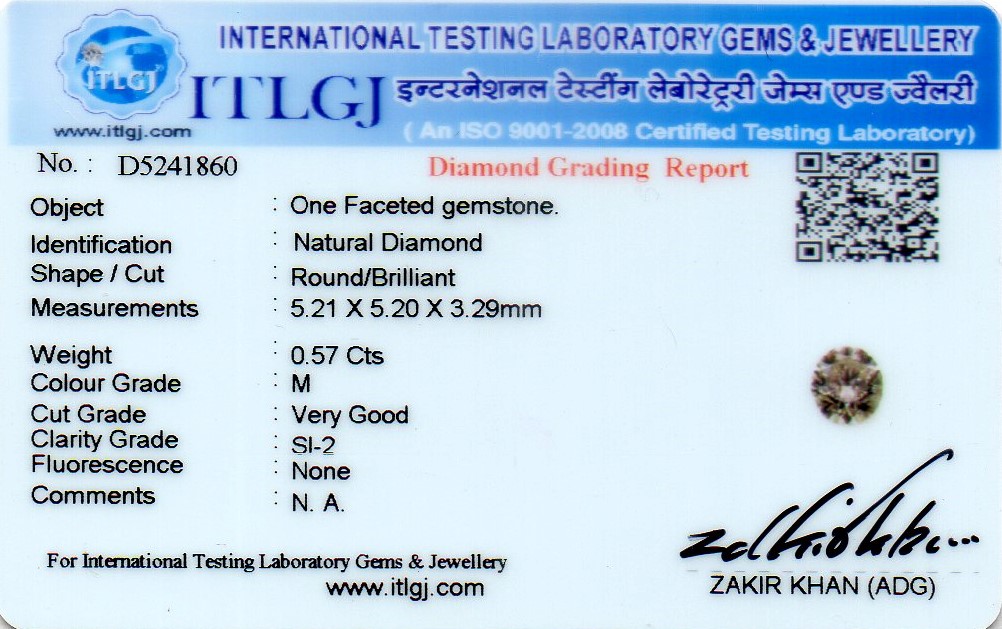 INTERNATIONAL TESTING LABORATORY GEMS & JEWELLERY
ITLGJ
ITLGJ
इन्टरनेशनल टेस्टींग लेबोरेट्ररी जेम्स एण्ड ज्वैलरी
www.itlgj.com
( An ISO 9001-2008 Certified Testing Laboratory)
No. : D5241860
Diamond Grading Report
Object : One Faceted gemstone.
Identification : Natural Diamond
Shape / Cut : Round/Brilliant
Measurements : 5.21 X 5.20 X 3.29mm
Weight : 0.57 Cts
Colour Grade : M
Cut Grade : Very Good
Clarity Grade : SI-2
Fluorescence : None
Comments : N. A.
For International Testing Laboratory Gems & Jewellery
www.itlgj.com
ZAKIR KHAN (ADG)